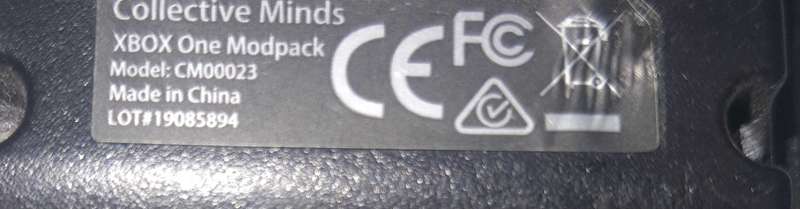 Collective Minds
XBOX One Modpack
Model: CM00023
Made in China
LOT#19085894
CE FC